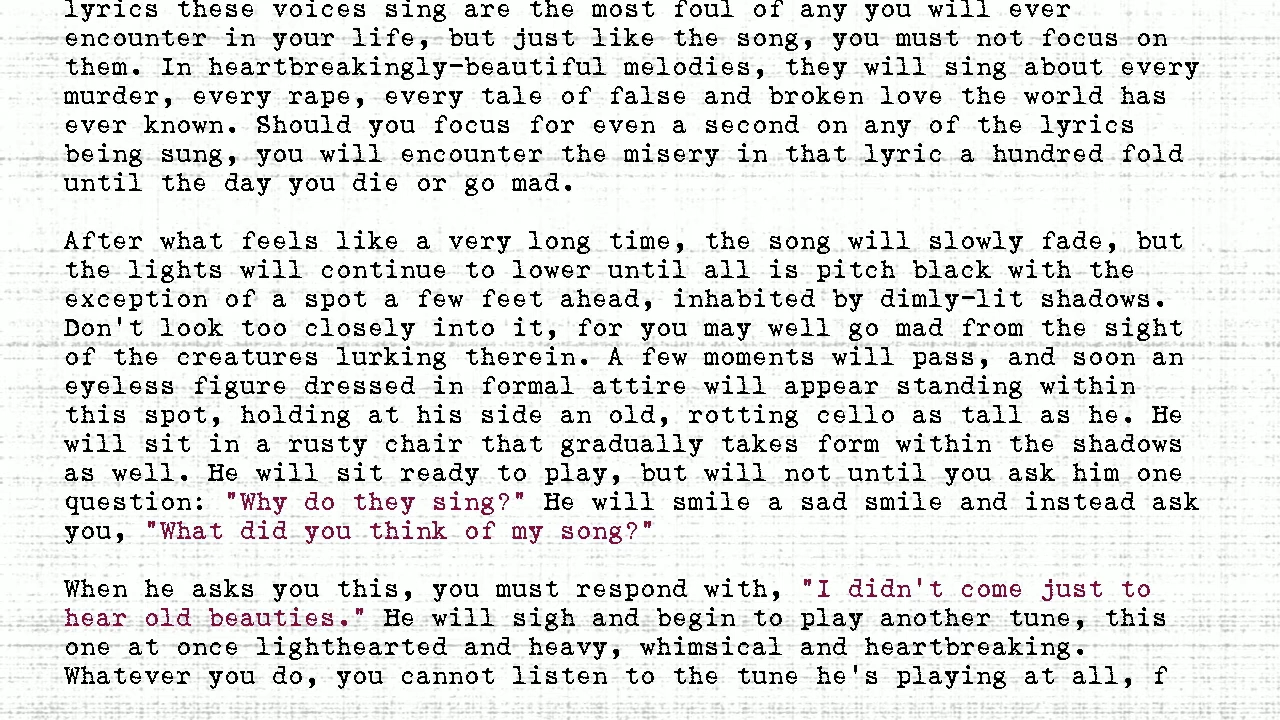 lyrics these voices sing are the most foul of any you will ever
encounter in your life, but just like the song, you must not focus on
them. In heartbreakingly-beautiful melodies, they will sing about every
murder, every rape, every tale of false and broken love the world has
ever known. Should you focus for even a second on any of the lyrics
being sung, you will encounter the misery in that lyric a hundred fold
until the day you die or go mad.
After what feels like a very long time, the song will slowly fade, but
the lights will continue to lower until all is pitch black with the
exception of a spot a few feet ahead, inhabited by dimly-lit shadows.
Don't look too closely into it, for you may well go mad from the sight
of the creatures lurking therein. A few moments will pass, and soon an
eyeless figure dressed in formal attire will appear standing within
this spot, holding at his side an old, rotting cello as tall as he. He
will sit in a rusty chair that gradually takes form within the shadows
as well. He will sit ready to play, but will not until you ask him one
question: "Why do they sing?" He will smile a sad smile and instead ask
you, "What did you think of my song?"
When he asks you this, you must respond with, "I didn't come just to
hear old beauties." He will sigh and begin to play another tune, this
one at once lighthearted and heavy, whimsical and heartbreaking.
Whatever you do, you cannot listen to the tune he's playing at all, f